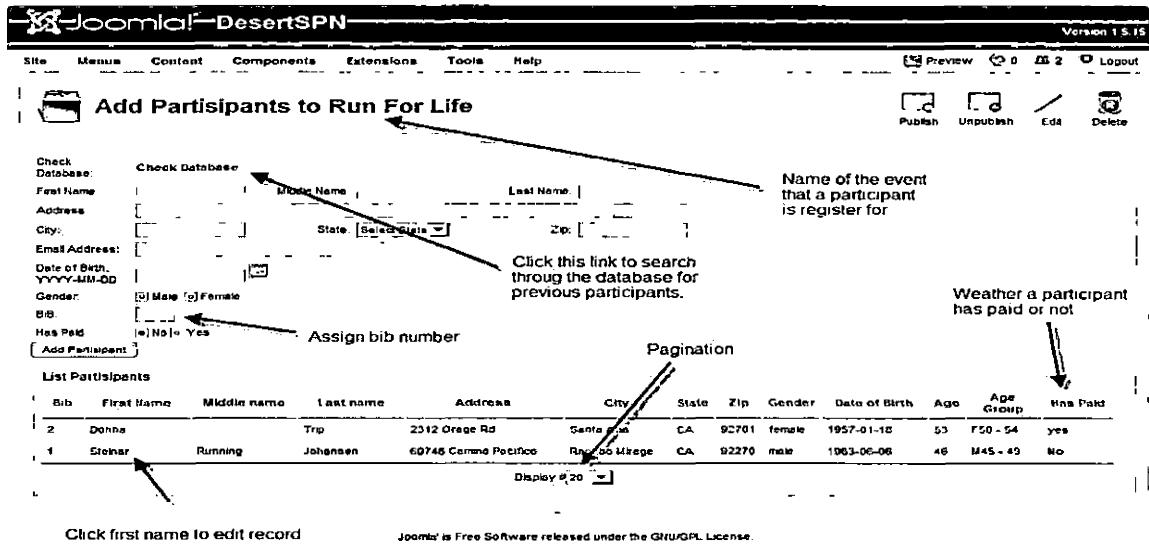 Joomla! DesertSPN
Version 1.5.15
Site Menus Content Components Extensions Tools Help Preview 0 2 Logout
Add Partisipants to Run For Life
Publish Unpublish Edit Delete
Check Database: Check Database
First Name Middle Name Last Name:
Address
City: State: Select State Zip:
Email Address:
Date of Birth: YYYY-MM-DD
Gender: Male Female
BIB:
Has Paid No Yes
Add Partisipant
Name of the event that a participant is register for
Click this link to search throug the database for previous participants.
Assign bib number
Pagination
Weather a participant has paid or not
List Partisipants
Bib First Name Middle name Last name Address City State Zip Gender Date of Birth Age Age Group Has Paid
2 Donna Trip 2312 Orage Rd Santa CA 92701 female 1957-01-18 53 F50 - 54 yes
1 Steinar Running Johansen 60746 Camino Pacifico Mirage CA 92270 male 1963-06-06 46 M45 - 49 No
Display # 20
Click first name to edit record
Joomla! is Free Software released under the GNU/GPL License.